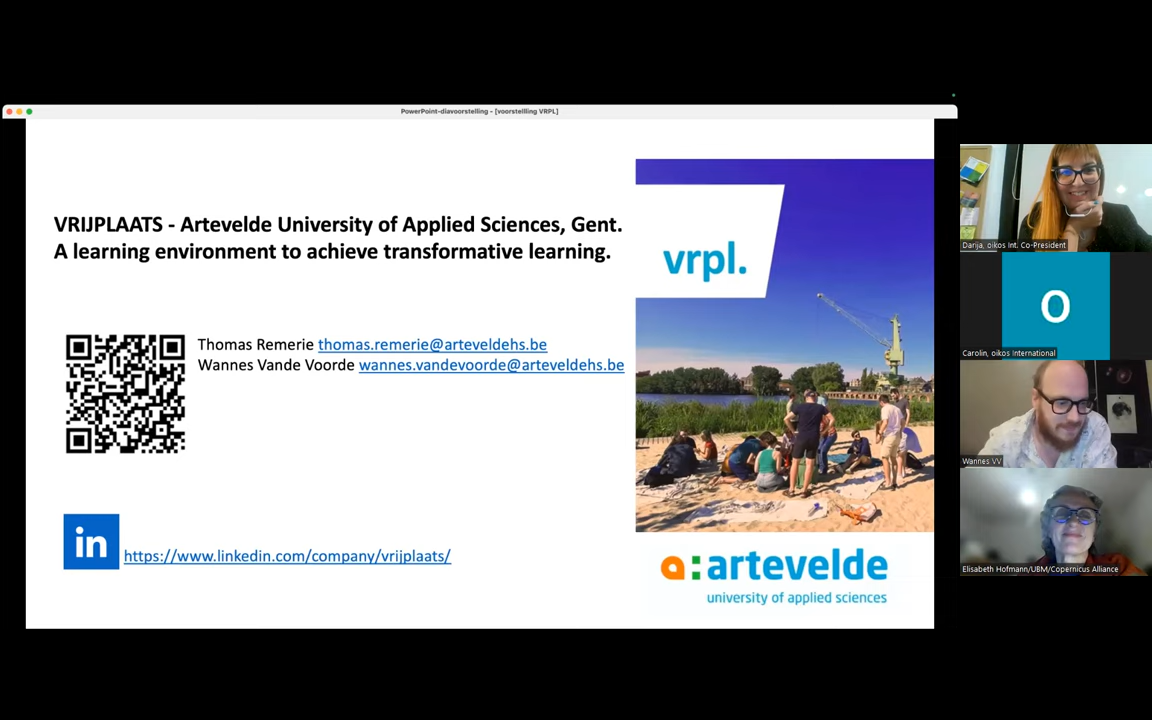 PowerPoint-diavoorstelling - [voorstellling VRPL]
VRIJPLAATS - Artevelde University of Applied Sciences, Gent.
A learning environment to achieve transformative learning.
vrpl.
Thomas Remerie thomas.remerie@arteveldehs.be
Wannes Vande Voorde wannes.vandevoorde@arteveldehs.be
in
https://www.linkedin.com/company/vrijplaats/
a:artevelde
university of applied sciences
Darija, oikos Int. Co-President
O
Carolin, oikos International
Wannes VV
Elisabeth Hofmann/UBM/Copernicus Alliance